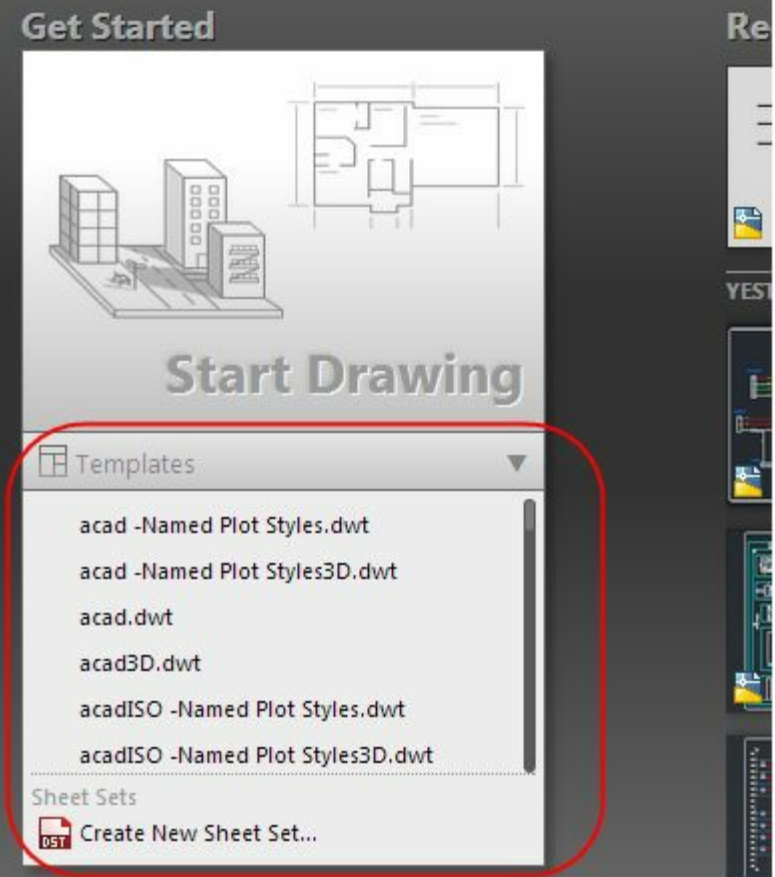 Get Started
Re
Start Drawing
YEST
Templates
acad -Named Plot Styles.dwt
acad -Named Plot Styles3D.dwt
acad.dwt
acad3D.dwt
acadISO -Named Plot Styles.dwt
acadISO -Named Plot Styles3D.dwt
Sheet Sets
DST Create New Sheet Set...